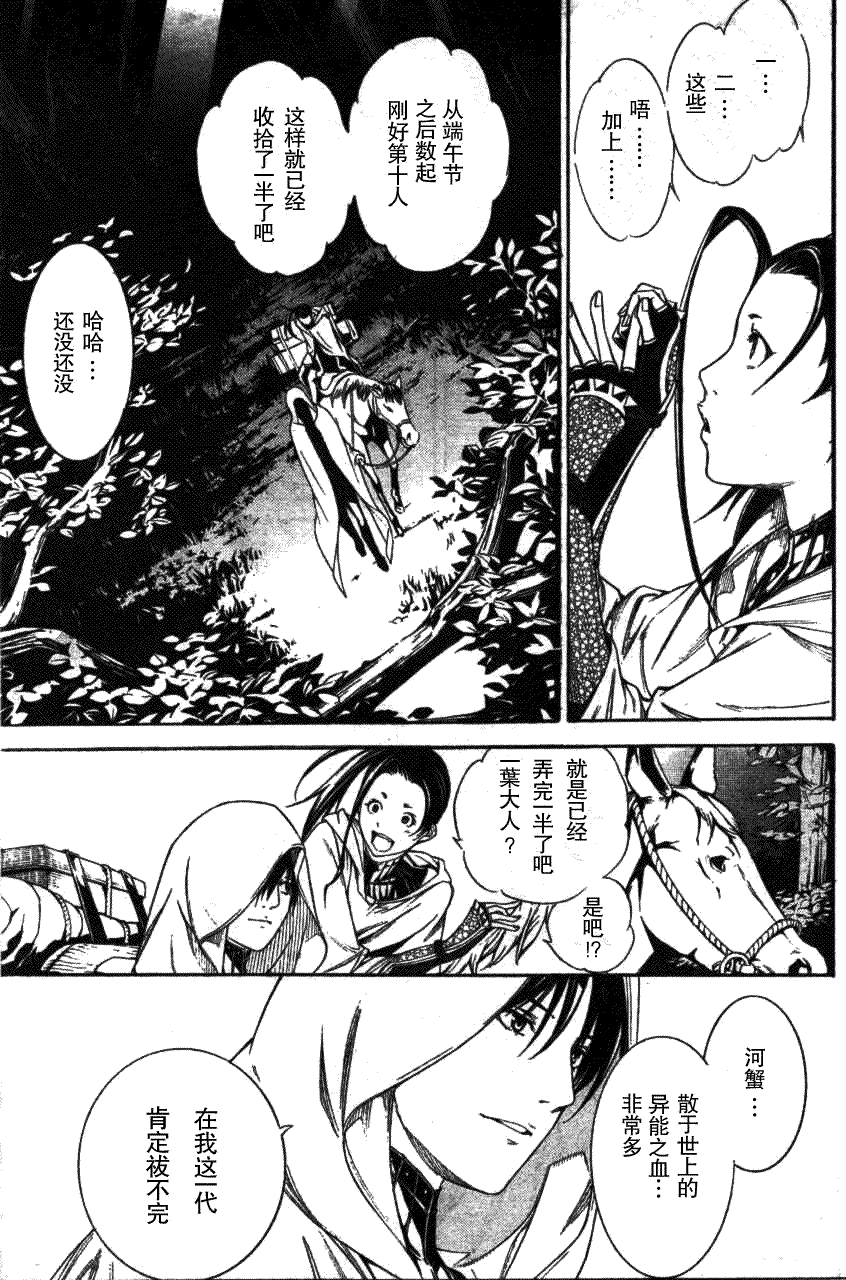 一…
二…
这些
唔……
加上……
从端午节
之后数起
刚好第十人
这样就已经
收拾了一半了吧
哈哈…
还没还没
就是已经
弄完一半了吧
一葉大人？
是吧!?
河蟹…
散于世上的
异能之血…
非常多
在我这一代
肯定袚不完